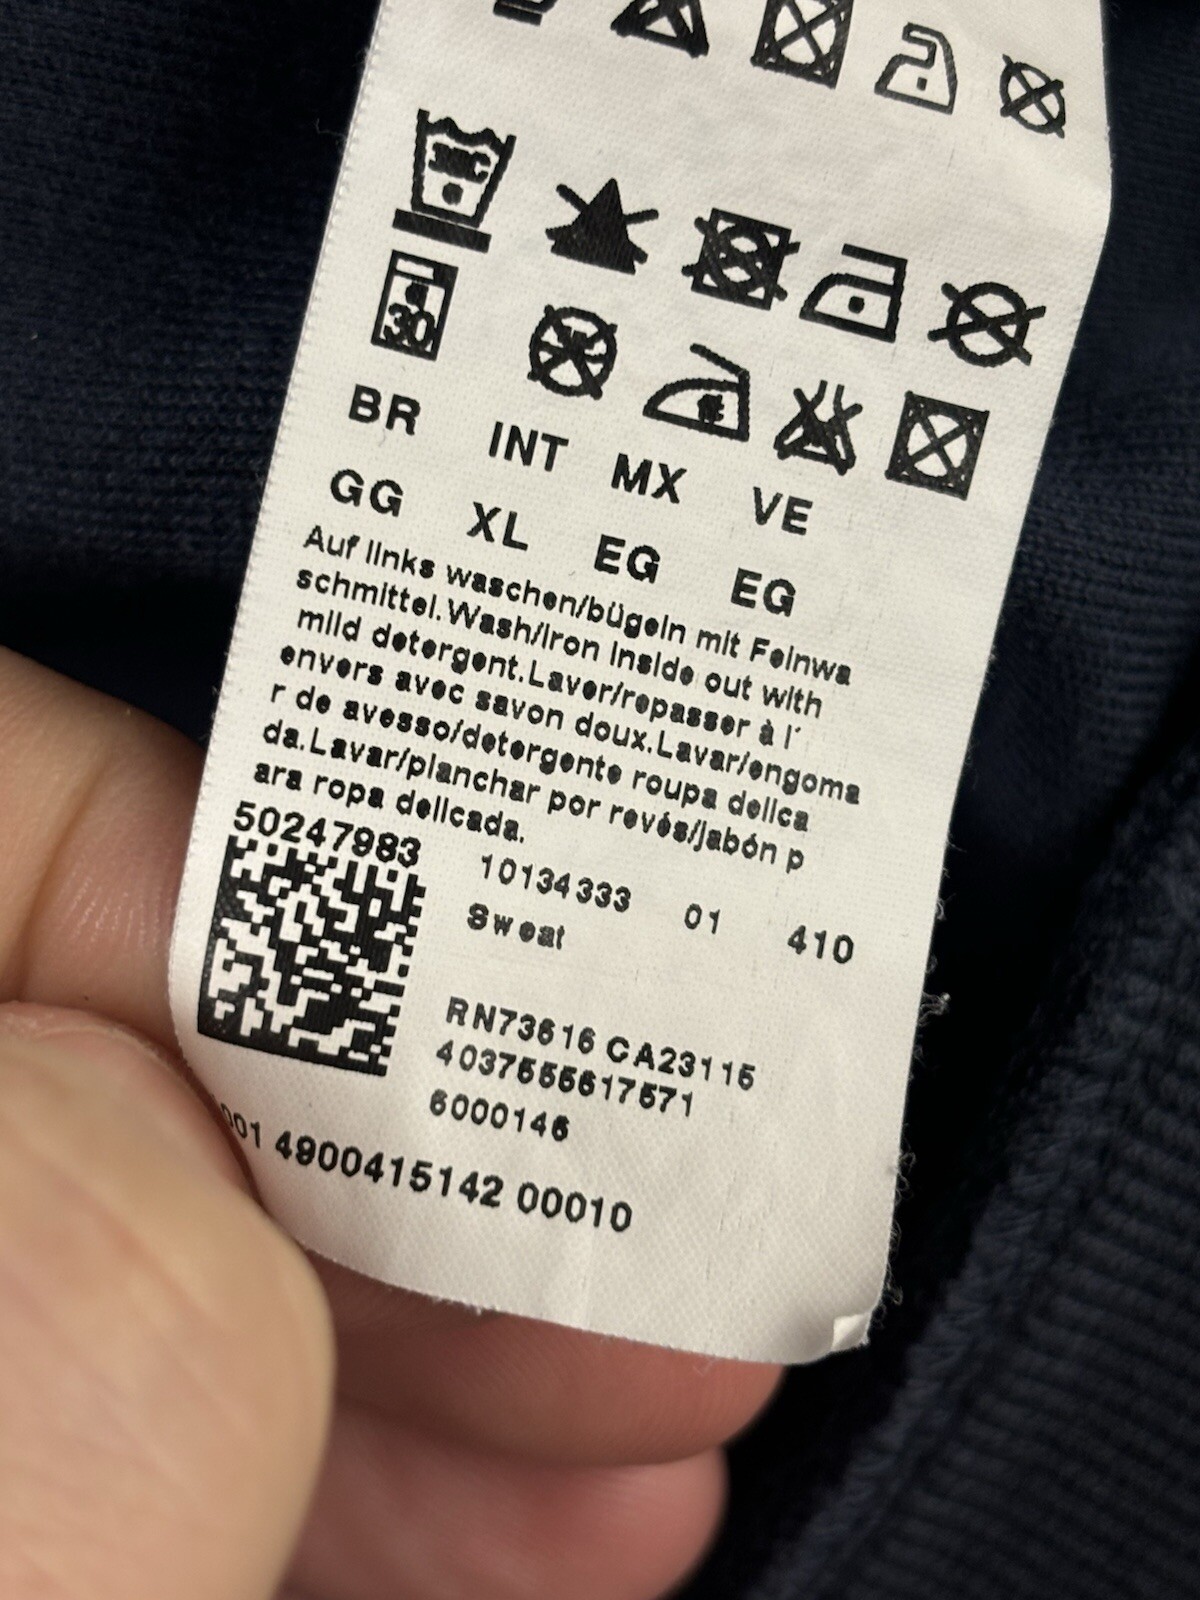 30
BR INT MX VE
GG XL EG EG
Auf links waschen/bügeln mit Feinwa
schmittel.Wash/iron inside out with
mild detergent.Laver/repasser à l'
envers avec savon doux.Lavar/engoma
r de avesso/detergente roupa delica
da.Lavar/planchar por revés/jabón p
ara ropa delicada.
50247983
10134333 01 410
Sweat
RN73616 CA23115
4037555617571
6000146
001 4900415142 00010